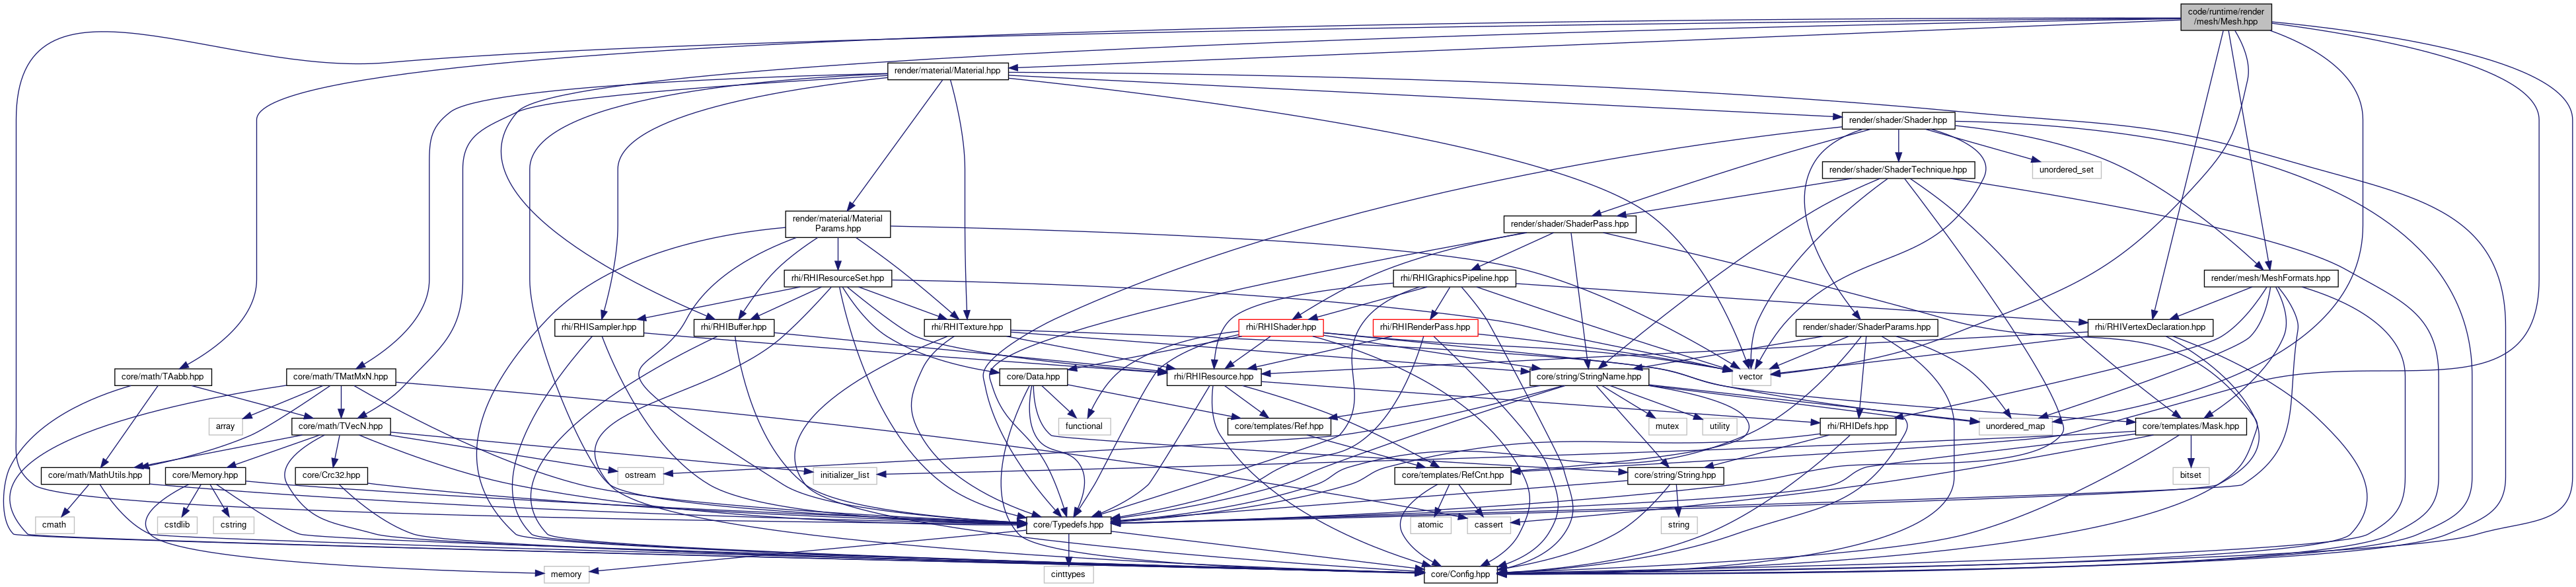 code/runtime/render
/mesh/Mesh.hpp
render/material/Material.hpp
render/shader/Shader.hpp
render/shader/ShaderTechnique.hpp
unordered_set
render/material/Material
Params.hpp
render/shader/ShaderPass.hpp
rhi/RHIResourceSet.hpp
rhi/RHIGraphicsPipeline.hpp
render/mesh/MeshFormats.hpp
rhi/RHISampler.hpp
rhi/RHIBuffer.hpp
rhi/RHITexture.hpp
rhi/RHIShader.hpp
rhi/RHIRenderPass.hpp
render/shader/ShaderParams.hpp
rhi/RHIVertexDeclaration.hpp
core/math/TAabb.hpp
core/math/TMatMxN.hpp
core/Data.hpp
rhi/RHIResource.hpp
core/string/StringName.hpp
vector
array
core/math/TVecN.hpp
functional
core/templates/Ref.hpp
mutex
utility
rhi/RHIDefs.hpp
unordered_map
core/templates/Mask.hpp
core/math/MathUtils.hpp
core/Memory.hpp
core/Crc32.hpp
ostream
initializer_list
core/templates/RefCnt.hpp
core/string/String.hpp
bitset
cmath
cstdlib
cstring
core/Typedefs.hpp
atomic
cassert
string
memory
cinttypes
core/Config.hpp